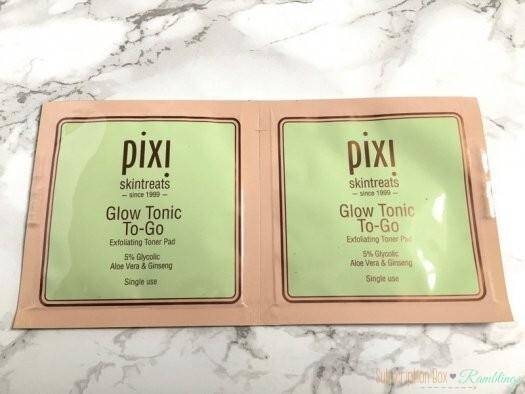 pixi
skintreats
— since 1999 —
Glow Tonic
To-Go
Exfoliating Toner Pad
5% Glycolic
Aloe Vera & Ginseng
Single use
pixi
skintreats
— since 1999 —
Glow Tonic
To-Go
Exfoliating Toner Pad
5% Glycolic
Aloe Vera & Ginseng
Single use
Subscription Box ♥ Ramblings